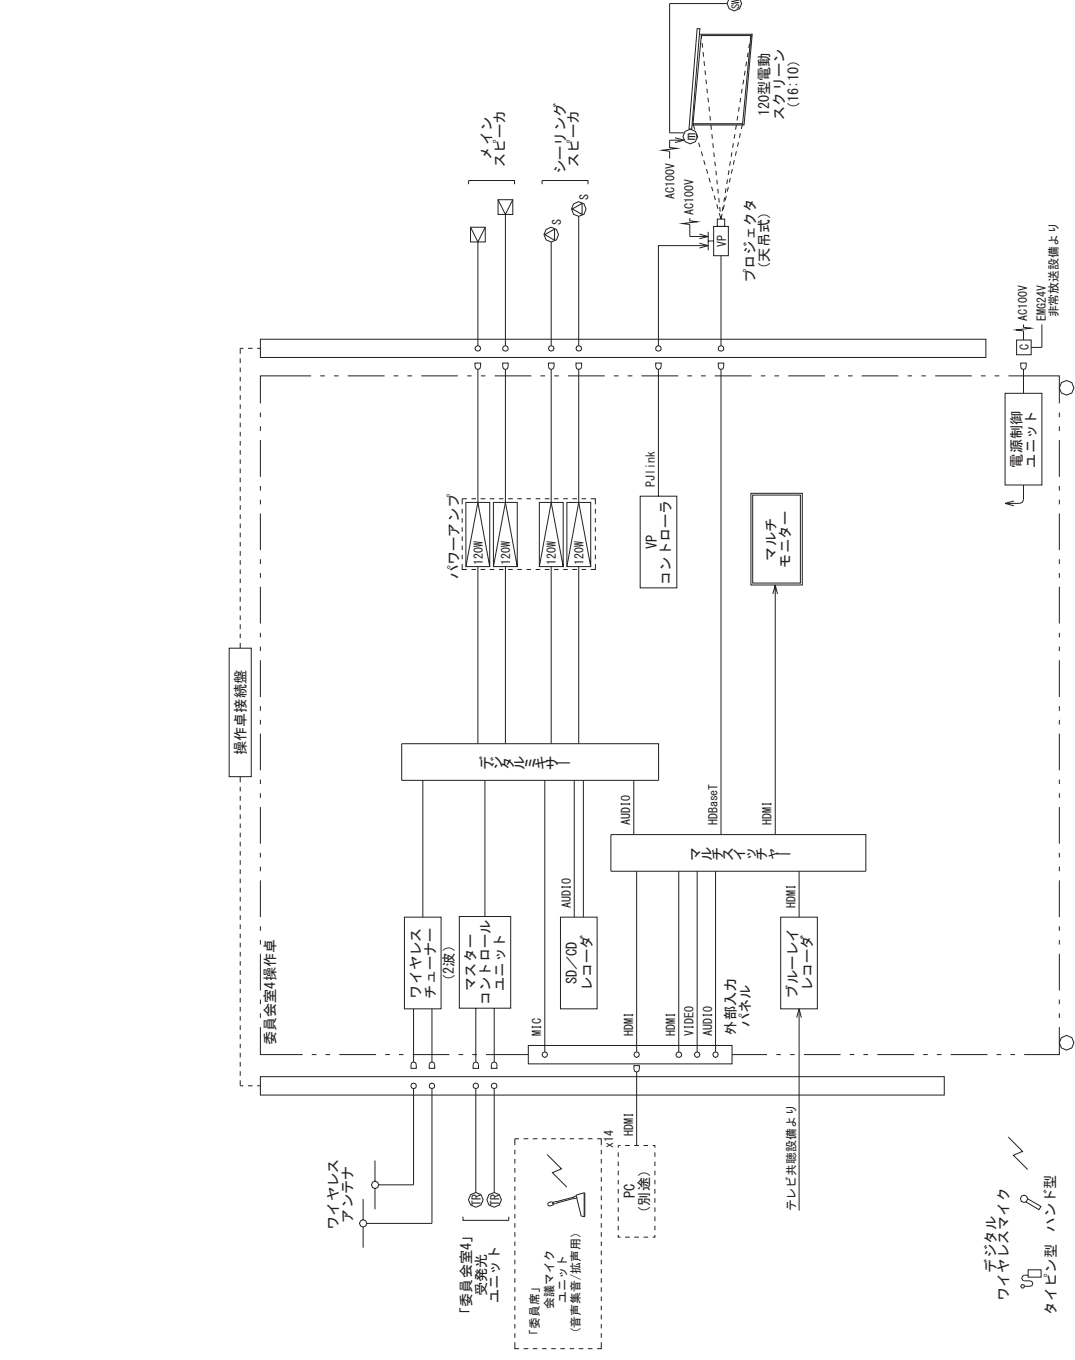 操作卓接続盤
委員会室4操作卓
ワイヤレス
アンテナ
「委員会室4」
受発光
ユニット
TR
TR
「委員席」
会議マイク
ユニット
(音声集音/拡声用)
x14
PC
(別途)
HDMI
テレビ共聴設備より
デジタル
ワイヤレスマイク
タイピン型
ハンド型
ワイヤレス
チューナー
(2波)
マスター
コントロール
ユニット
MIC
SD/CD
レコーダ
AUDIO
HDMI
HDMI
VIDEO
AUDIO
外部入力
パネル
ブルーレイ
レコーダ
HDMI
デジタルミキサー
AUDIO
マルチスイッチャー
HDBaseT
HDMI
パワーアンプ
120W
120W
120W
120W
VP
コントローラ
PJlink
マルチ
モニター
電源制御
ユニット
C
AC100V
EMG24V
非常放送設備より
メイン
スピーカ
シーリング
スピーカ
S
S
VP
プロジェクタ
(天吊式)
AC100V
AC100V
m
SW
120型電動
スクリーン
(16:10)